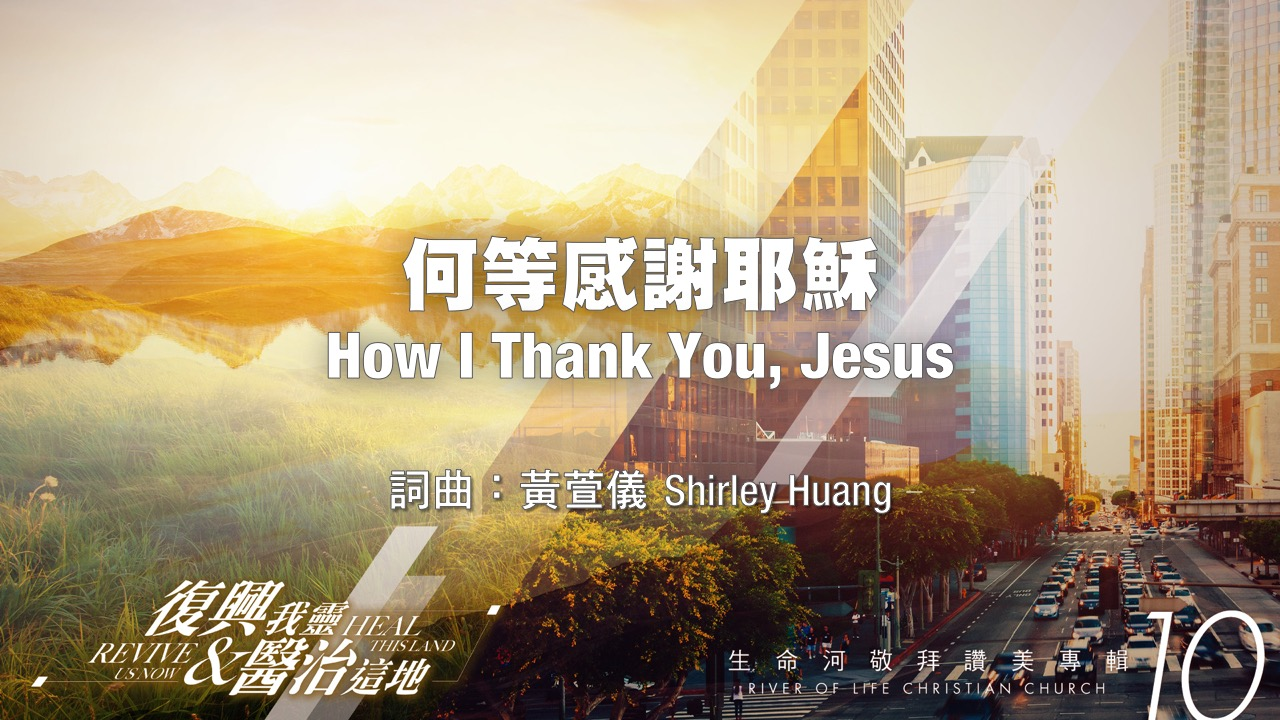 何等感謝耶穌
How I Thank You, Jesus
詞曲：黃萱儀 Shirley Huang
復興我靈 HEAL THIS LAND
REVIVE US NOW & 醫治這地
生命河敬拜讚美專輯 10
RIVER OF LIFE CHRISTIAN CHURCH